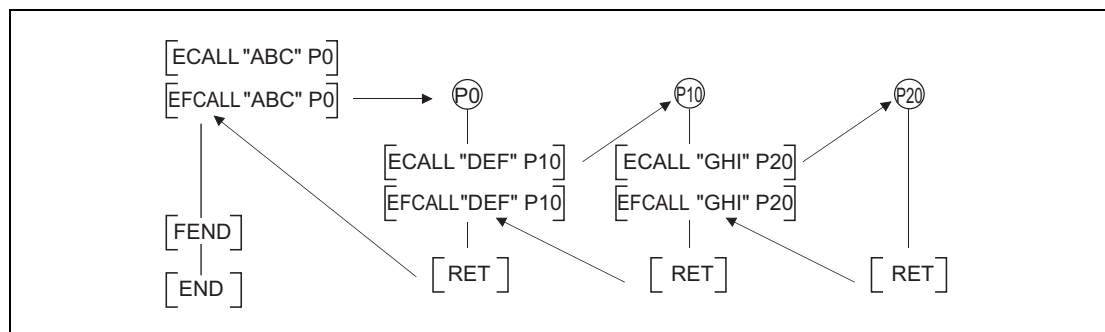 [ECALL "ABC" P0]
[EFCALL "ABC" P0]
P0
P10
P20
[ECALL "DEF" P10]
[ECALL "GHI" P20]
[EFCALL"DEF" P10]
[EFCALL "GHI" P20]
[FEND]
[RET]
[RET]
[RET]
[END]